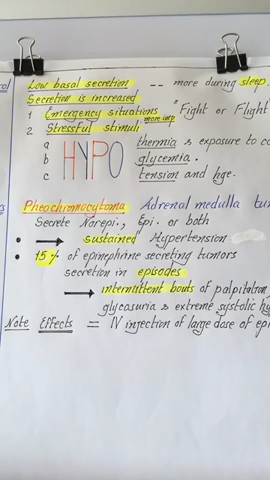 Low basal secretion -- more during sleep.
Secretion is increased
1 Emergency situations "Fight or Flight"
more imp
2 Stressful stimuli
a thermia & exposure to co
b HYPO glycemia.
c tension and hge.
Pheochromocytoma Adrenal medulla tu
Secrete Norepi., Epi. or both
• → sustained Hypertension
• 15% of epinephrine secreting tumors
secretion in episodes
→ intermittent bouts of palpitation
glycosuria & extreme systolic hy
Note Effects = IV injection of large dose of epi